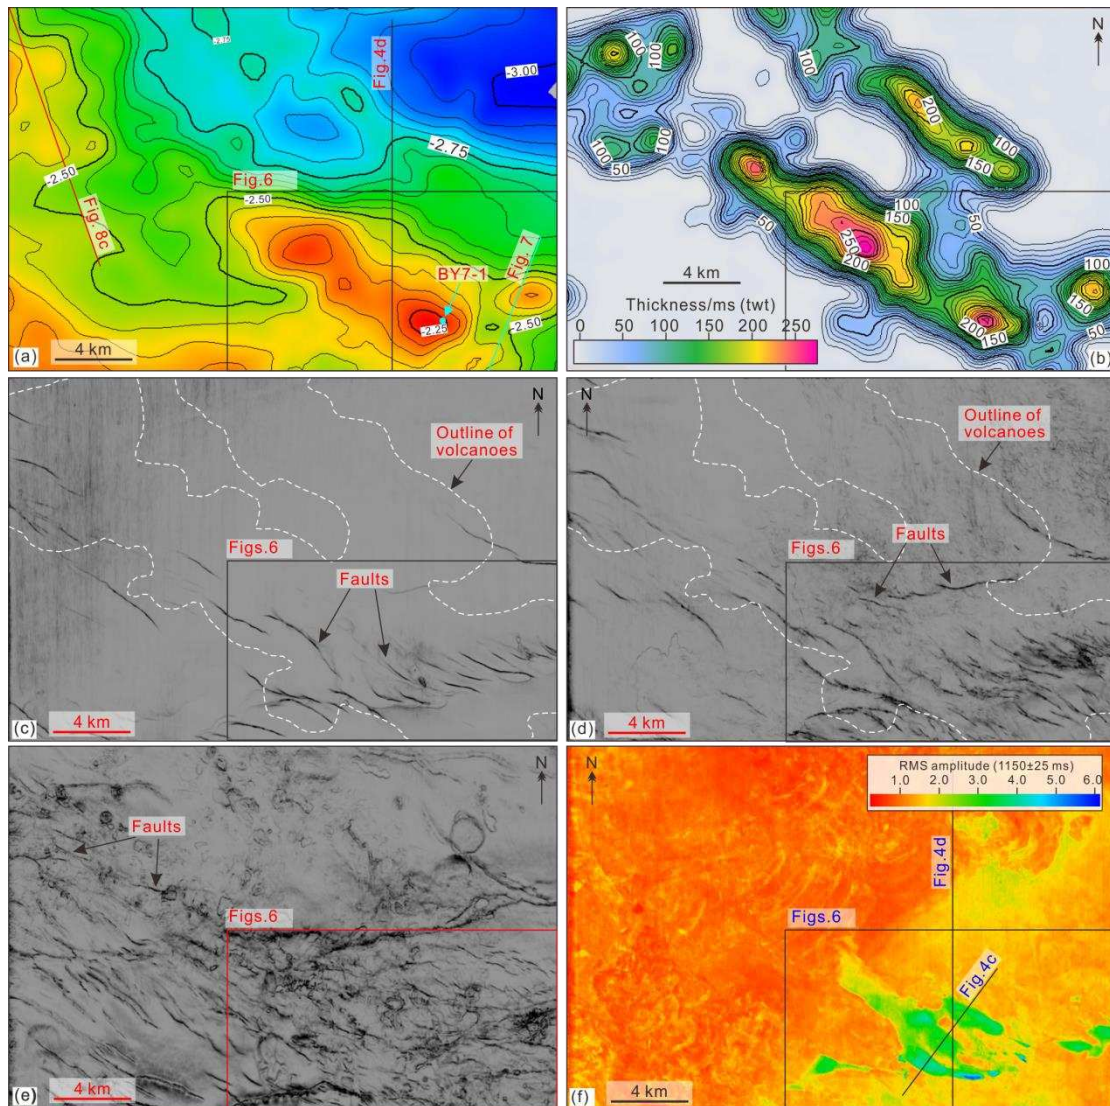 -2.75
Fig.4d
-3.00
-2.75
-2.50
Fig.6
-2.50
Fig. 8c
BY7-1
Fig. 7
-2.50
-2.25
(a)
4 km
N
100
100
100
200
100
100
50
150
100
150
50
50
250
200
4 km
100
150
Thickness/ms (twt)
0 50 100 150 200 250
200
150
50
(b)
N
Outline of
volcanoes
Figs.6
Faults
(c)
4 km
N
Outline of
volcanoes
Figs.6
Faults
(d)
4 km
N
Faults
Figs.6
(e)
4 km
N
RMS amplitude (1150±25 ms)
1.0 2.0 3.0 4.0 5.0 6.0
Fig.4d
Figs.6
Fig.4c
4 km
(f)